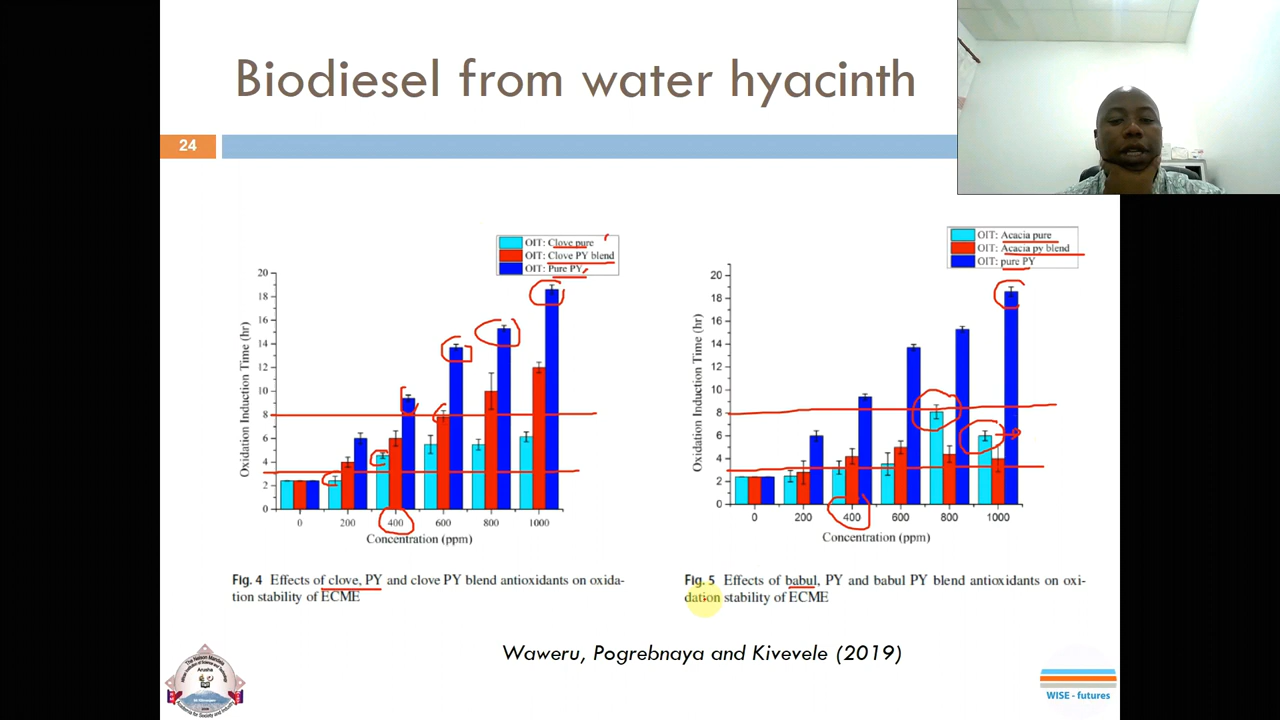 Biodiesel from water hyacinth
24
OIT: Clove pure
OIT: Clove PY blend
OIT: Pure PY
20
18
16
14
12
10
8
6
4
2
0
Oxidation Induction Time (hr)
0 200 400 600 800 1000
Concentration (ppm)
Fig. 4 Effects of clove, PY and clove PY blend antioxidants on oxida-
tion stability of ECME
OIT: Acacia pure
OIT: Acacia py blend
OIT: pure PY
20
18
16
14
12
10
8
6
4
2
0
Oxidation Induction Time (hr)
0 200 400 600 800 1000
Concentration (ppm)
Fig. 5 Effects of babul, PY and babul PY blend antioxidants on oxi-
dation stability of ECME
Waweru, Pogrebnaya and Kivevele (2019)
The Nelson Mandela
Arusha
WISE - futures